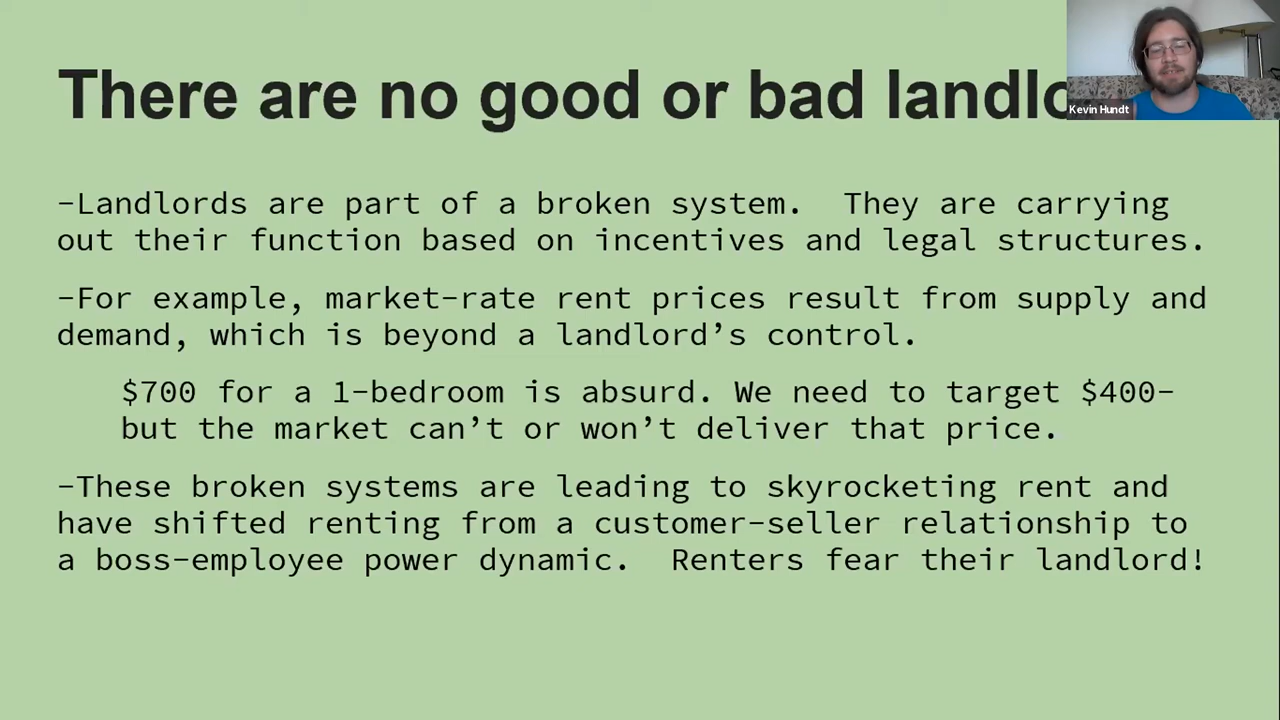 There are no good or bad landlo
Kevin Hundt
-Landlords are part of a broken system.  They are carrying
out their function based on incentives and legal structures.
-For example, market-rate rent prices result from supply and
demand, which is beyond a landlord’s control.
$700 for a 1-bedroom is absurd. We need to target $400-
but the market can’t or won’t deliver that price.
-These broken systems are leading to skyrocketing rent and
have shifted renting from a customer-seller relationship to
a boss-employee power dynamic.  Renters fear their landlord!